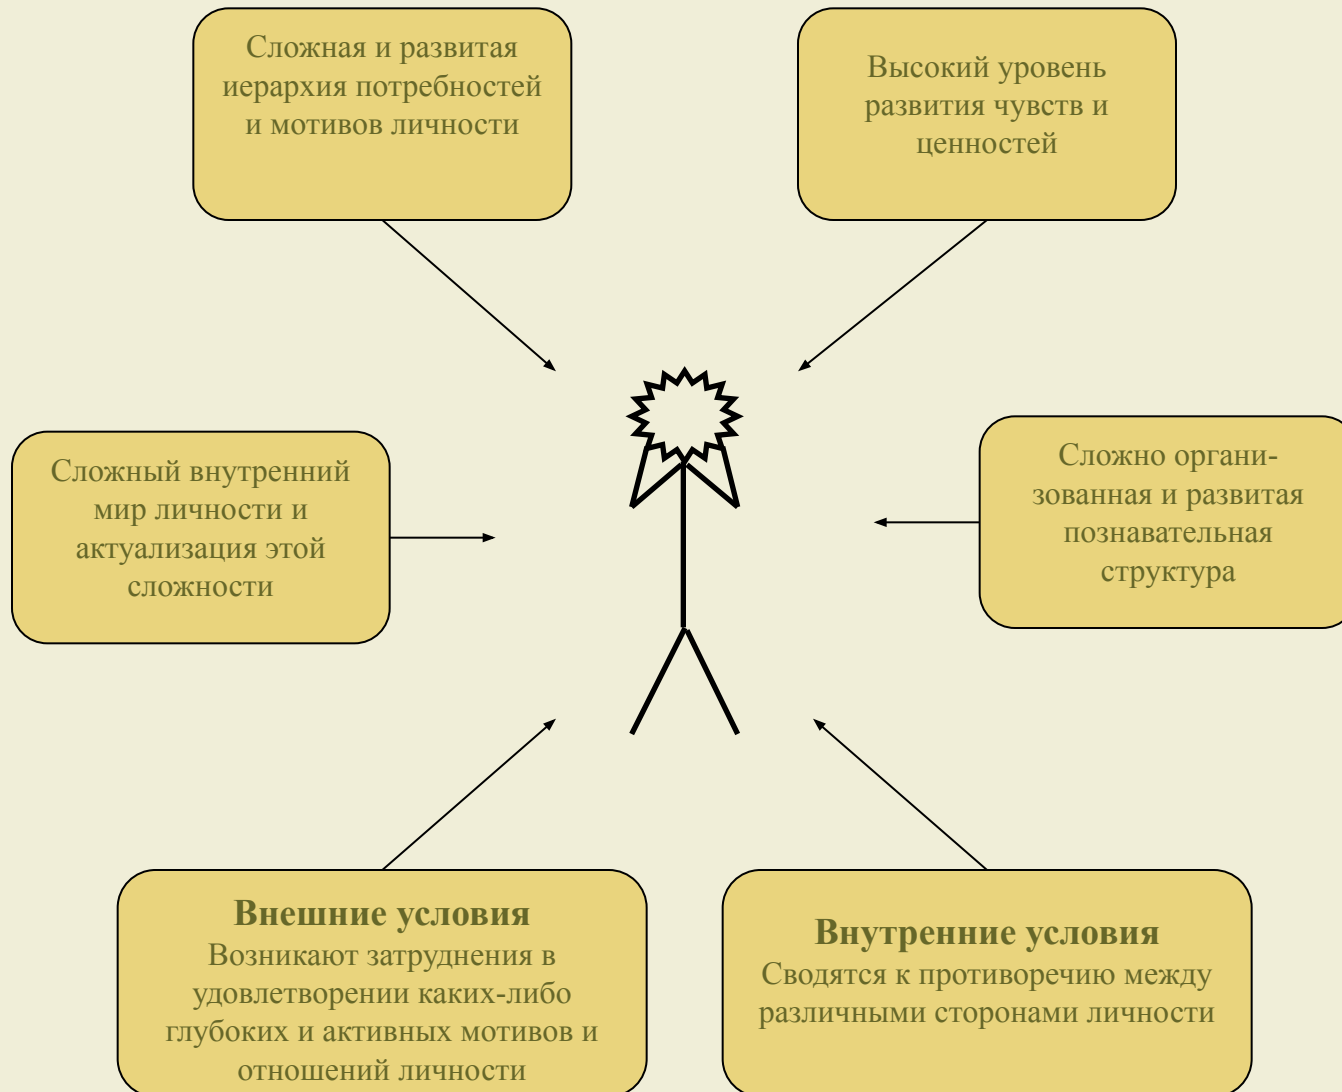 Сложная и развитая
иерархия потребностей
и мотивов личности
Высокий уровень
развития чувств и
ценностей
Сложный внутренний
мир личности и
актуализация этой
сложности
Сложно органи-
зованная и развитая
познавательная
структура
Внешние условия
Возникают затруднения в
удовлетворении каких-либо
глубоких и активных мотивов и
отношений личности
Внутренние условия
Сводятся к противоречию между
различными сторонами личности